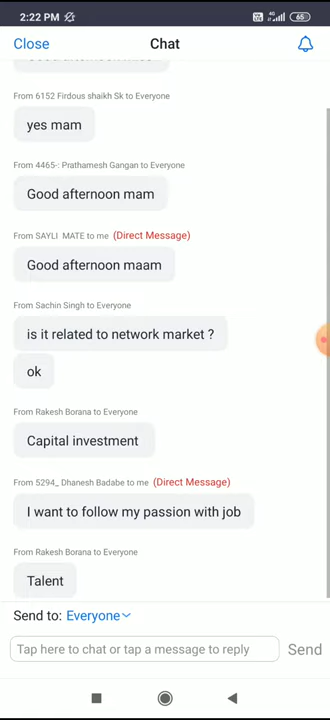 2:22 PM
4G
65
Close
Chat
From 6152 Firdous shaikh Sk to Everyone
yes mam
From 4465-: Prathamesh Gangan to Everyone
Good afternoon mam
From SAYLI MATE to me (Direct Message)
Good afternoon maam
From Sachin Singh to Everyone
is it related to network market ?
ok
From Rakesh Borana to Everyone
Capital investment
From 5294_ Dhanesh Badabe to me (Direct Message)
I want to follow my passion with job
From Rakesh Borana to Everyone
Talent
Send to: Everyone
Tap here to chat or tap a message to reply
Send